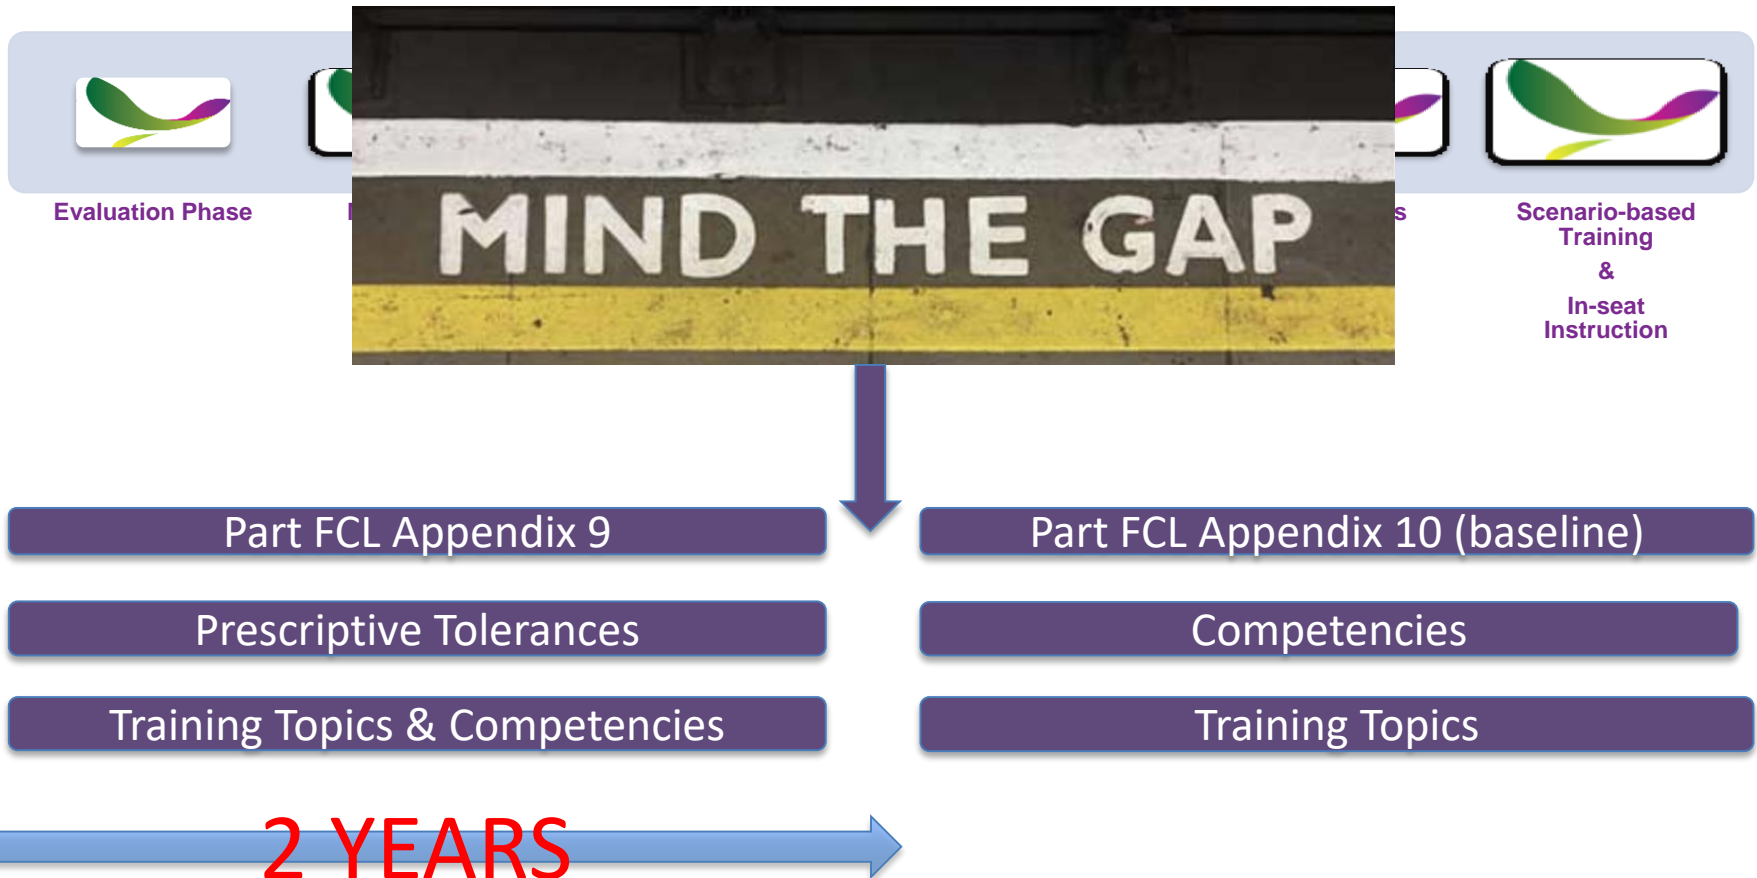 MIND THE GAP
Evaluation Phase
Scenario-based
Training
&
In-seat
Instruction
Part FCL Appendix 9
Part FCL Appendix 10 (baseline)
Prescriptive Tolerances
Competencies
Training Topics & Competencies
Training Topics
2 YEARS